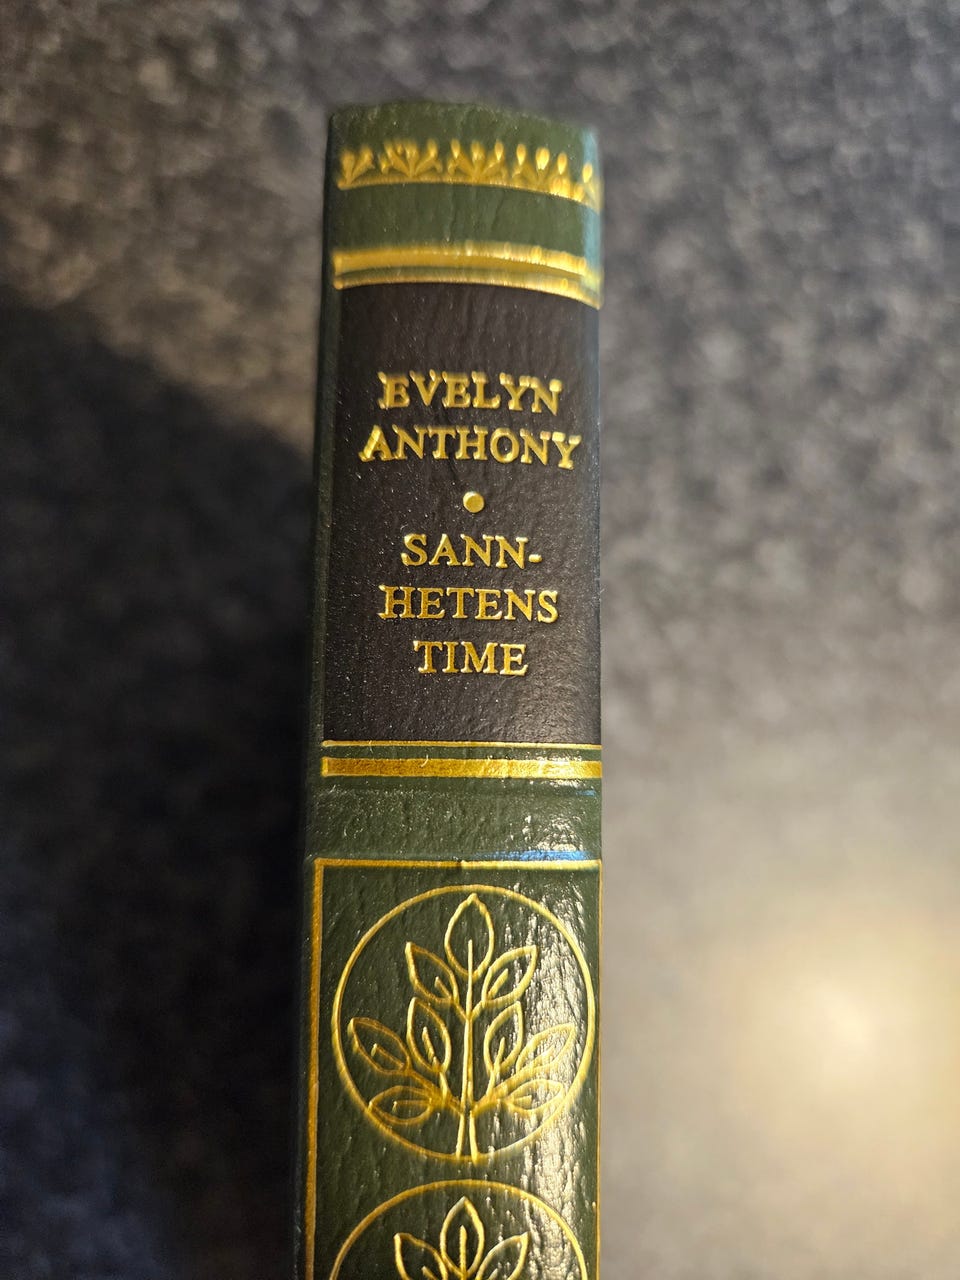 EVELYN
ANTHONY
•
SANN-
HETENS
TIME